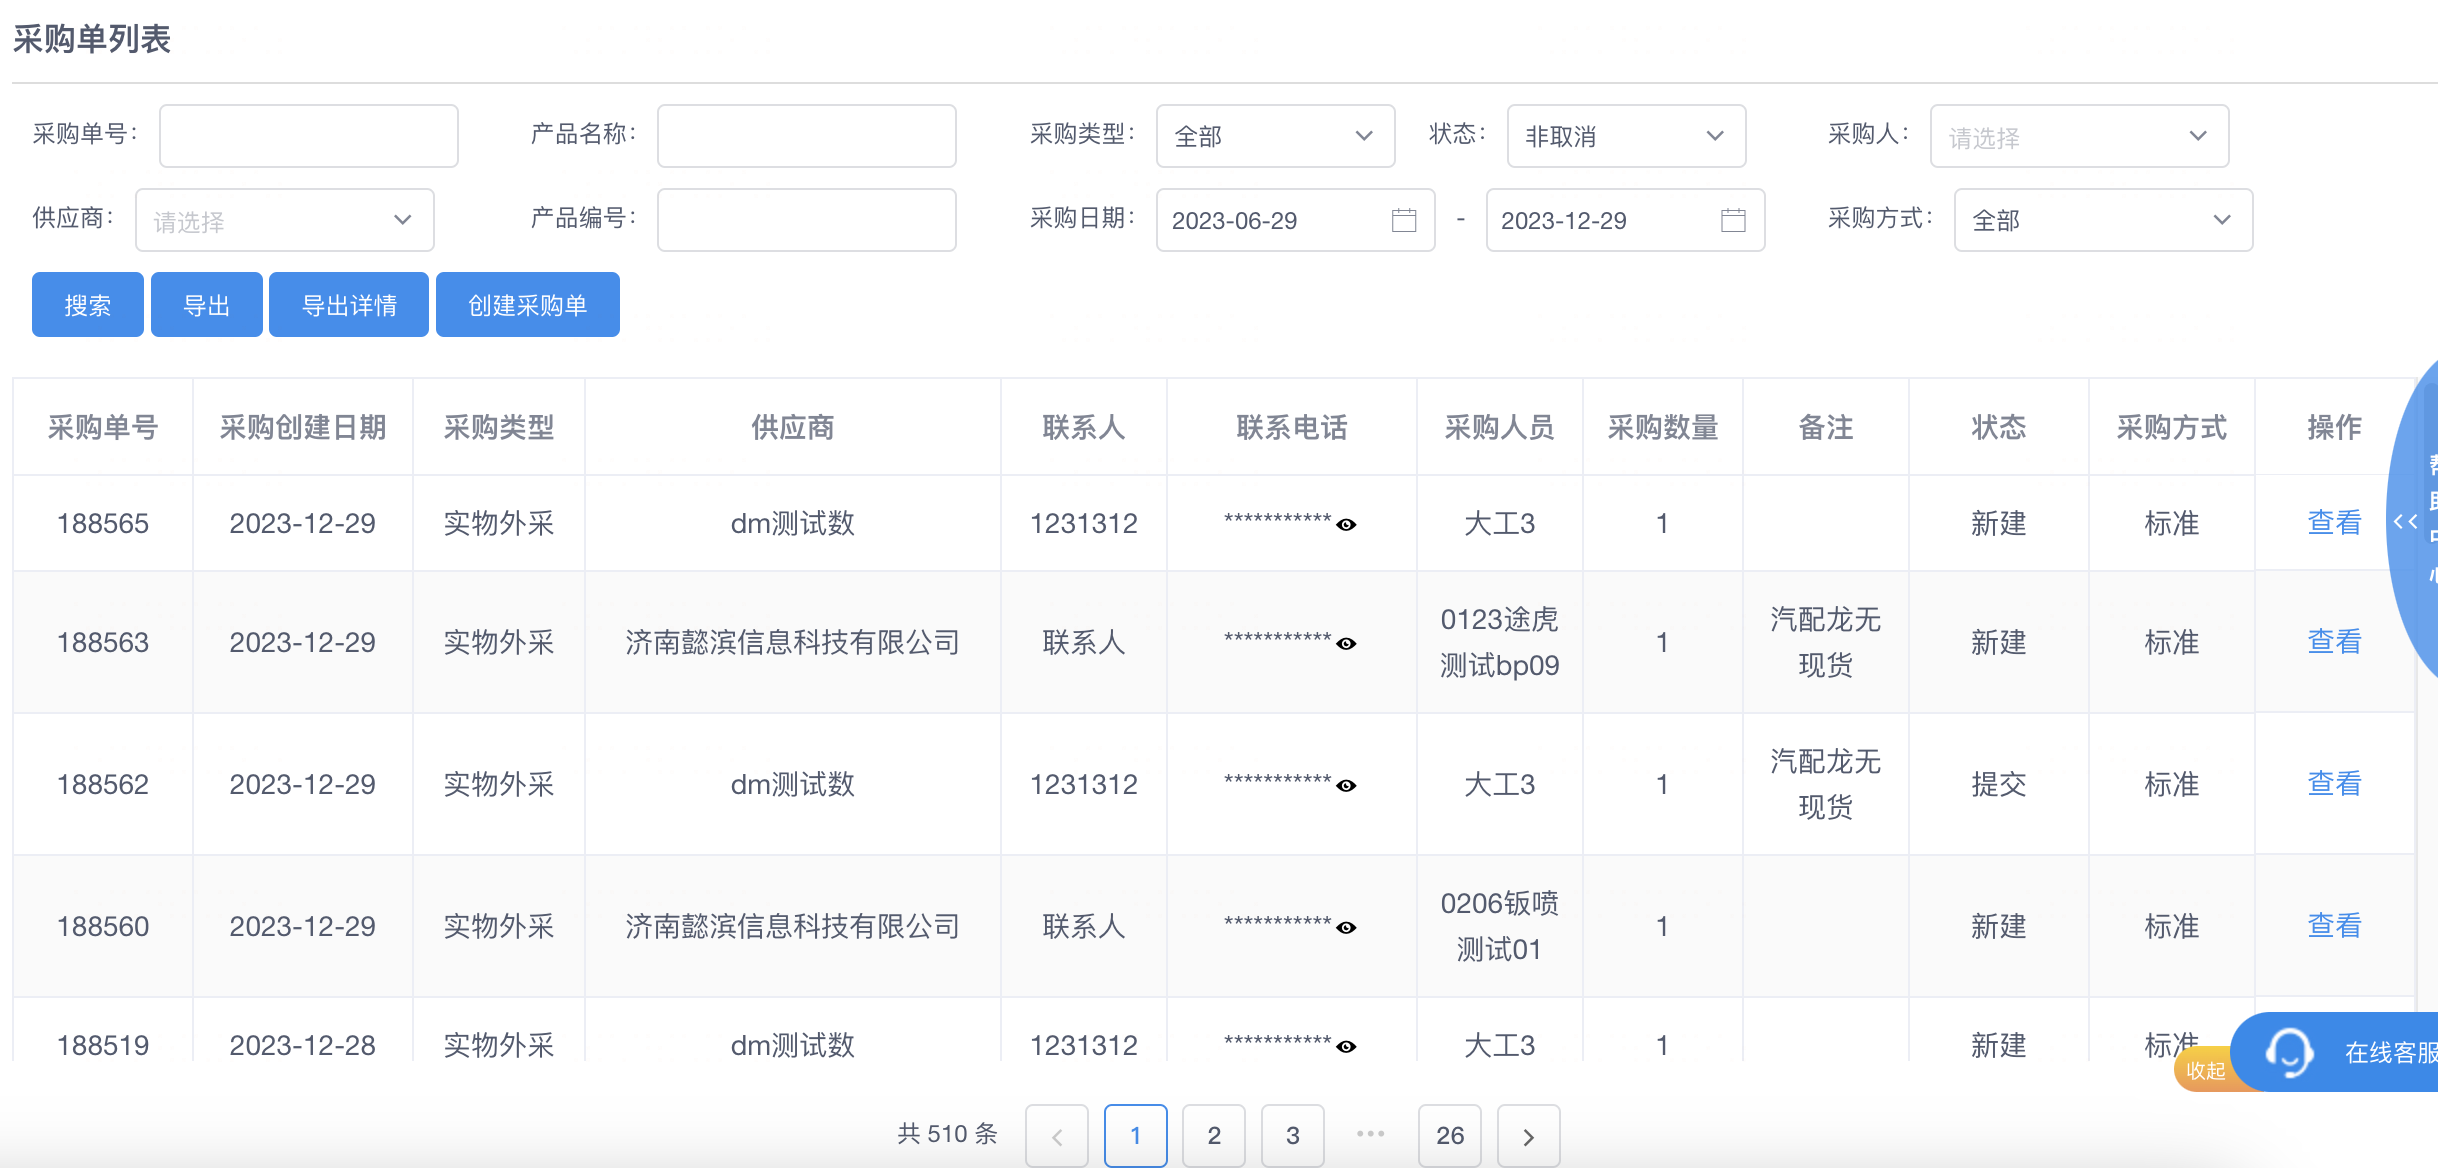 采购单列表
采购单号： 产品名称： 采购类型： 全部 状态： 非取消 采购人： 请选择
供应商： 请选择 产品编号： 采购日期： 2023-06-29 - 2023-12-29 采购方式： 全部
搜索 导出 导出详情 创建采购单
采购单号 采购创建日期 采购类型 供应商 联系人 联系电话 采购人员 采购数量 备注 状态 采购方式 操作
188565 2023-12-29 实物外采 dm测试数 1231312 *********** 大工3 1 新建 标准 查看
<<
188563 2023-12-29 实物外采 济南懿滨信息科技有限公司 联系人 *********** 0123途虎
测试bp09 1 汽配龙无
现货 新建 标准 查看
188562 2023-12-29 实物外采 dm测试数 1231312 *********** 大工3 1 汽配龙无
现货 提交 标准 查看
188560 2023-12-29 实物外采 济南懿滨信息科技有限公司 联系人 *********** 0206钣喷
测试01 1 新建 标准 查看
188519 2023-12-28 实物外采 dm测试数 1231312 *********** 大工3 1 新建 标准
收起 在线客服
共 510 条 < 1 2 3 ... 26 >